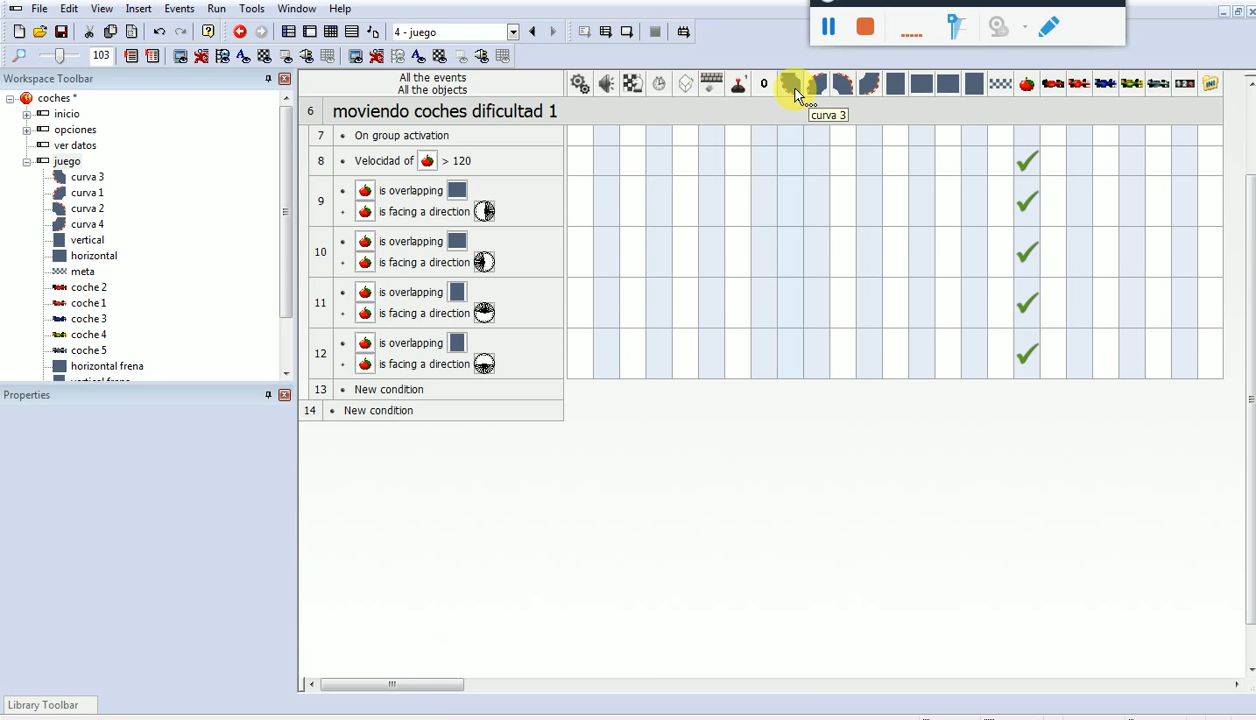 File Edit View Insert Events Run Tools Window Help
4 - juego
103
Workspace Toolbar
All the events
All the objects
coches *
inicio
opciones
ver datos
juego
curva 3
curva 1
curva 2
curva 4
vertical
horizontal
meta
coche 2
coche 1
coche 3
coche 4
coche 5
horizontal frena
Properties
Library Toolbar
0
curva 3
6 moviendo coches dificultad 1
7 • On group activation
8 • Velocidad of > 120
9 • is overlapping
• is facing a direction
10 • is overlapping
• is facing a direction
11 • is overlapping
• is facing a direction
12 • is overlapping
• is facing a direction
13 • New condition
14 • New condition